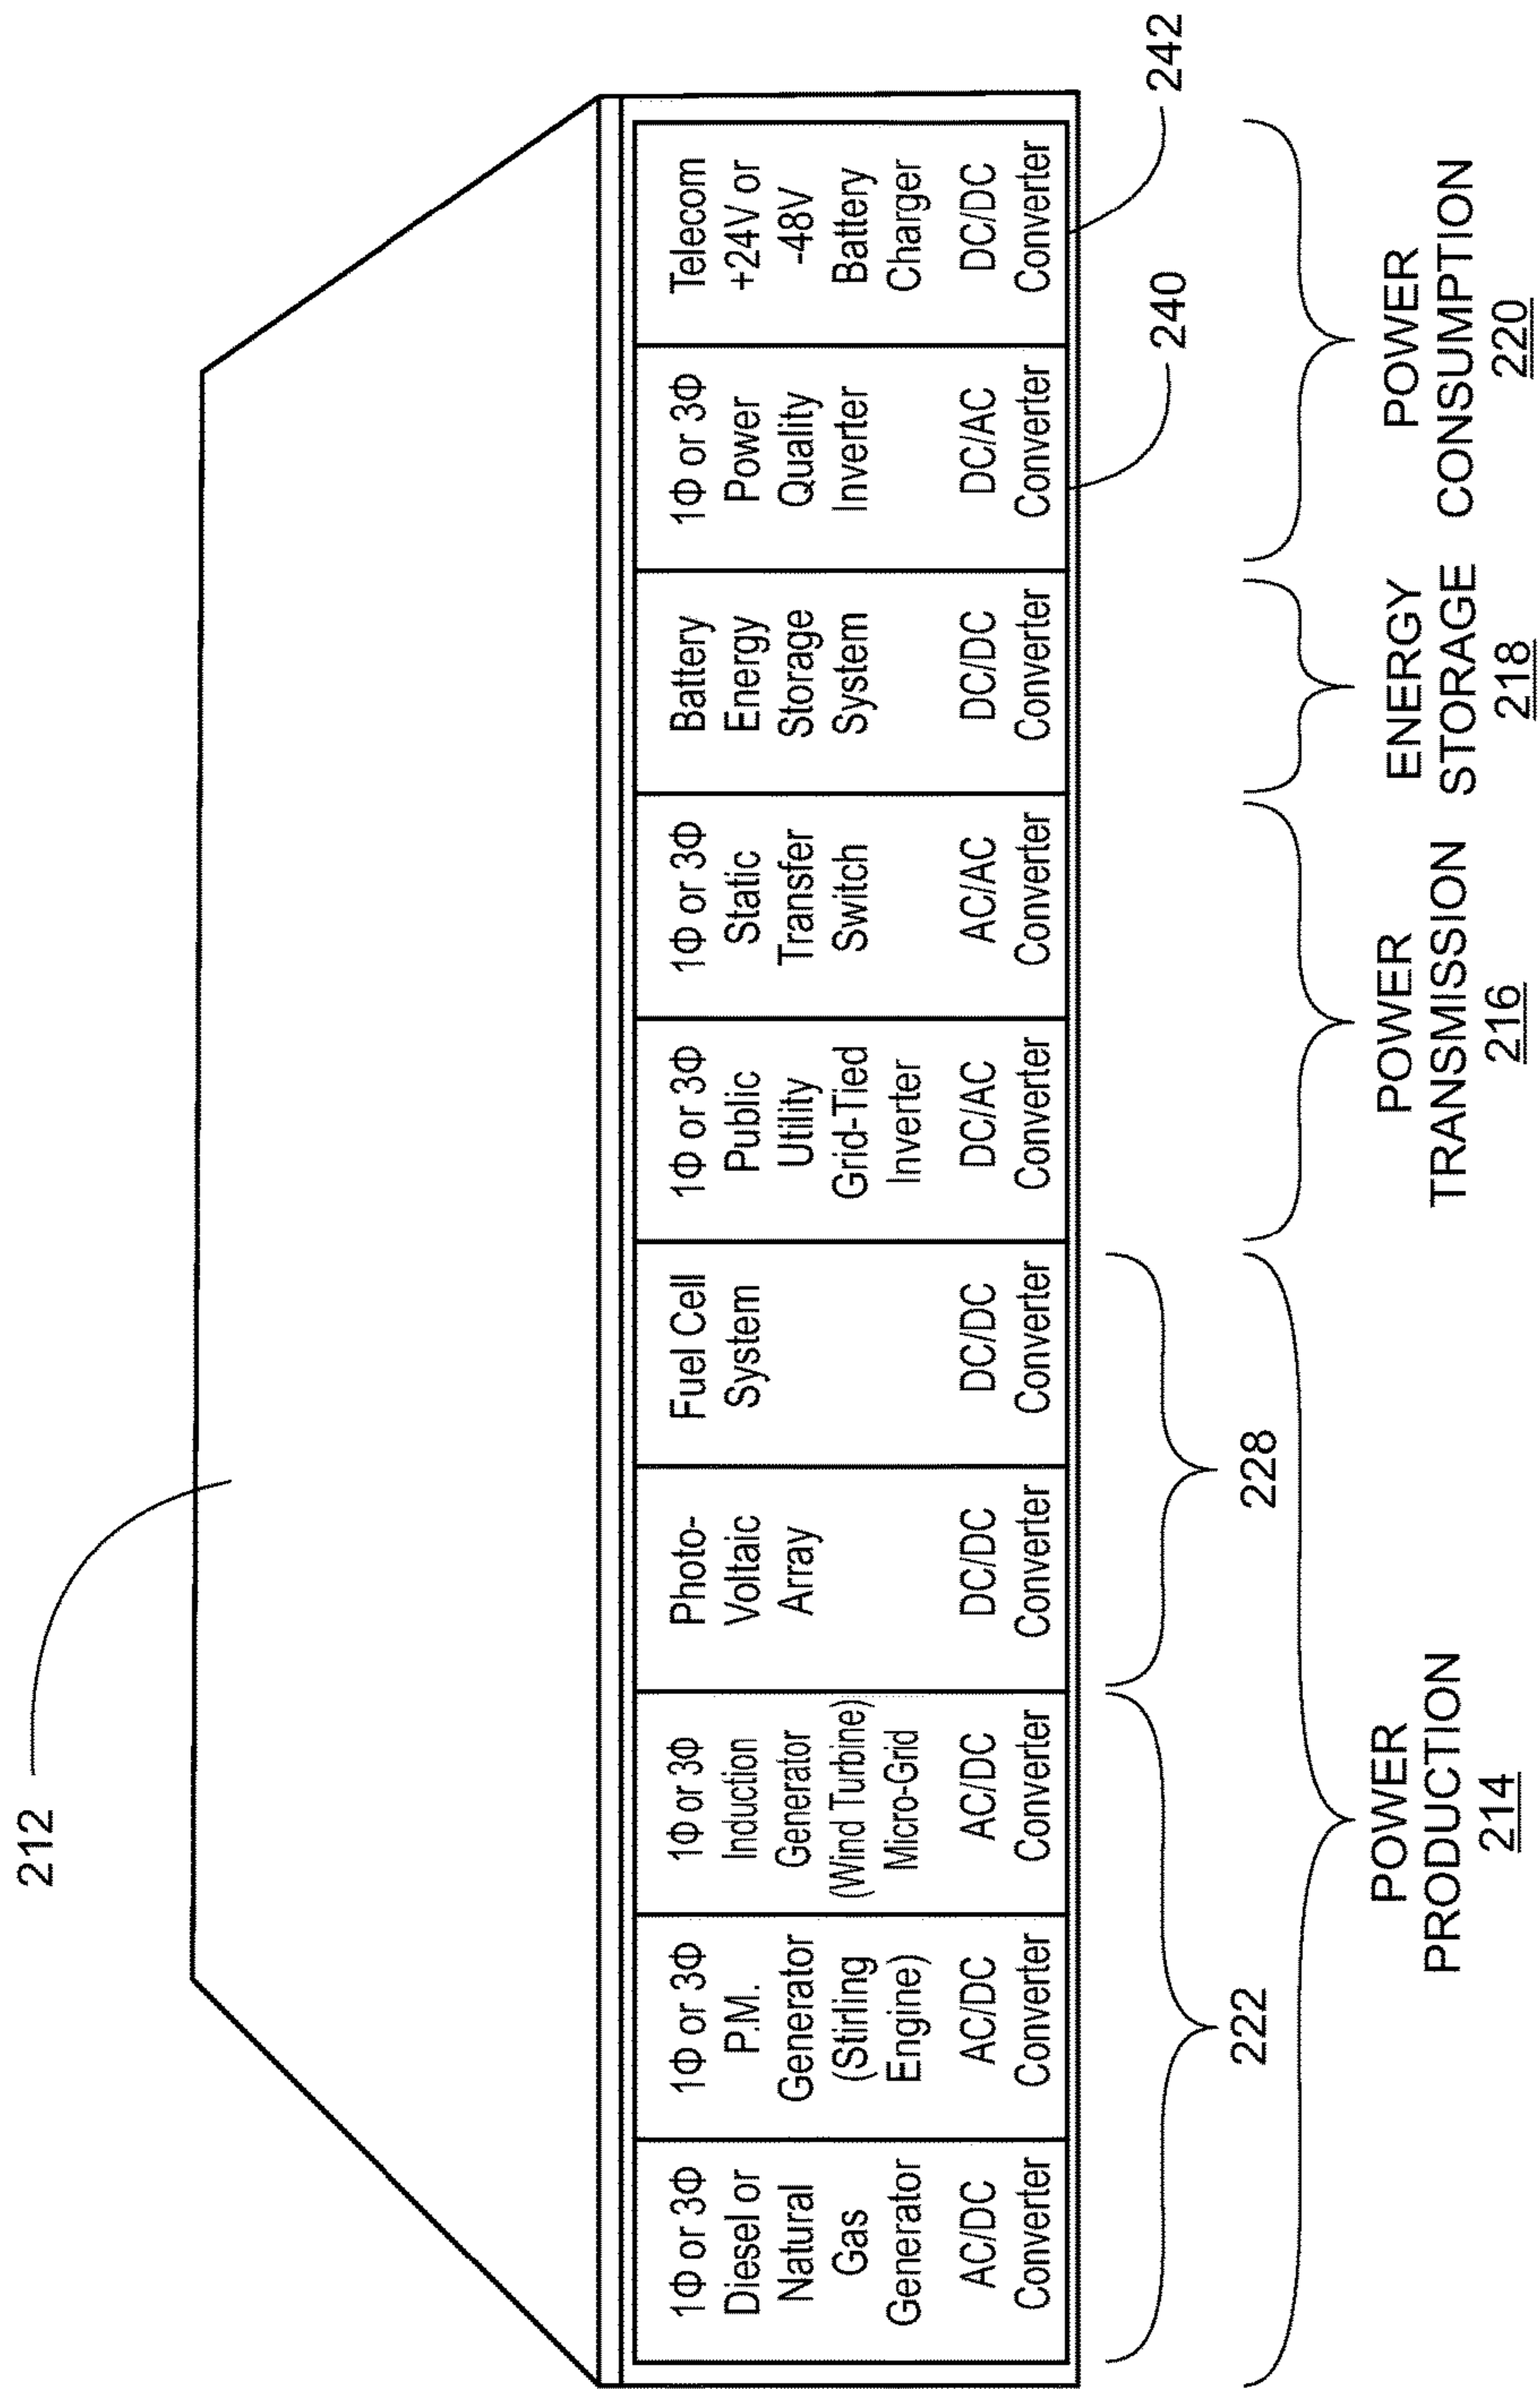 212
1Φ or 3Φ
Diesel or
Natural
Gas
Generator
AC/DC
Converter
1Φ or 3Φ
P.M.
Generator
(Stirling
Engine)
AC/DC
Converter
1Φ or 3Φ
Induction
Generator
(Wind Turbine)
Micro-Grid
AC/DC
Converter
Photo-
Voltaic
Array
DC/DC
Converter
Fuel Cell
System
DC/DC
Converter
1Φ or 3Φ
Public
Utility
Grid-Tied
Inverter
DC/AC
Converter
1Φ or 3Φ
Static
Transfer
Switch
AC/AC
Converter
Battery
Energy
Storage
System
DC/DC
Converter
1Φ or 3Φ
Power
Quality
Inverter
DC/AC
Converter
Telecom
+24V or
-48V
Battery
Charger
DC/DC
Converter
222
228
240
242
POWER
PRODUCTION
214
POWER
TRANSMISSION
216
ENERGY
STORAGE
218
POWER
CONSUMPTION
220